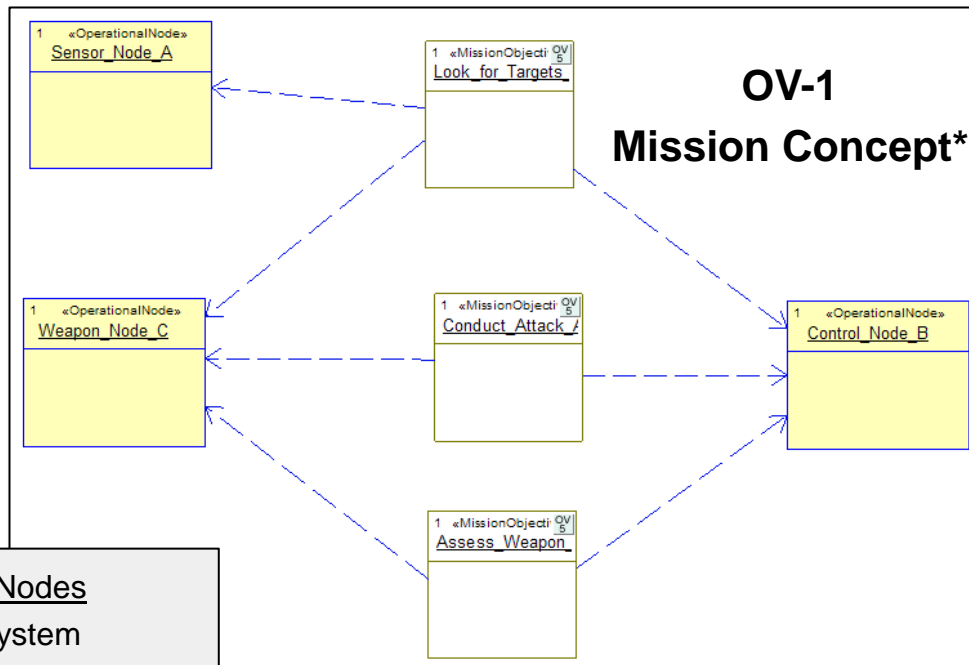 1 «OperationalNode»
Sensor_Node_A
1 «MissionObjecti OV 5
Look_for_Targets_
OV-1
Mission Concept*
1 «OperationalNode»
Weapon_Node_C
1 «MissionObjecti OV 5
Conduct_Attack_
1 «OperationalNode»
Control_Node_B
1 «MissionObjecti OV 5
Assess_Weapon_
Nodes
ystem